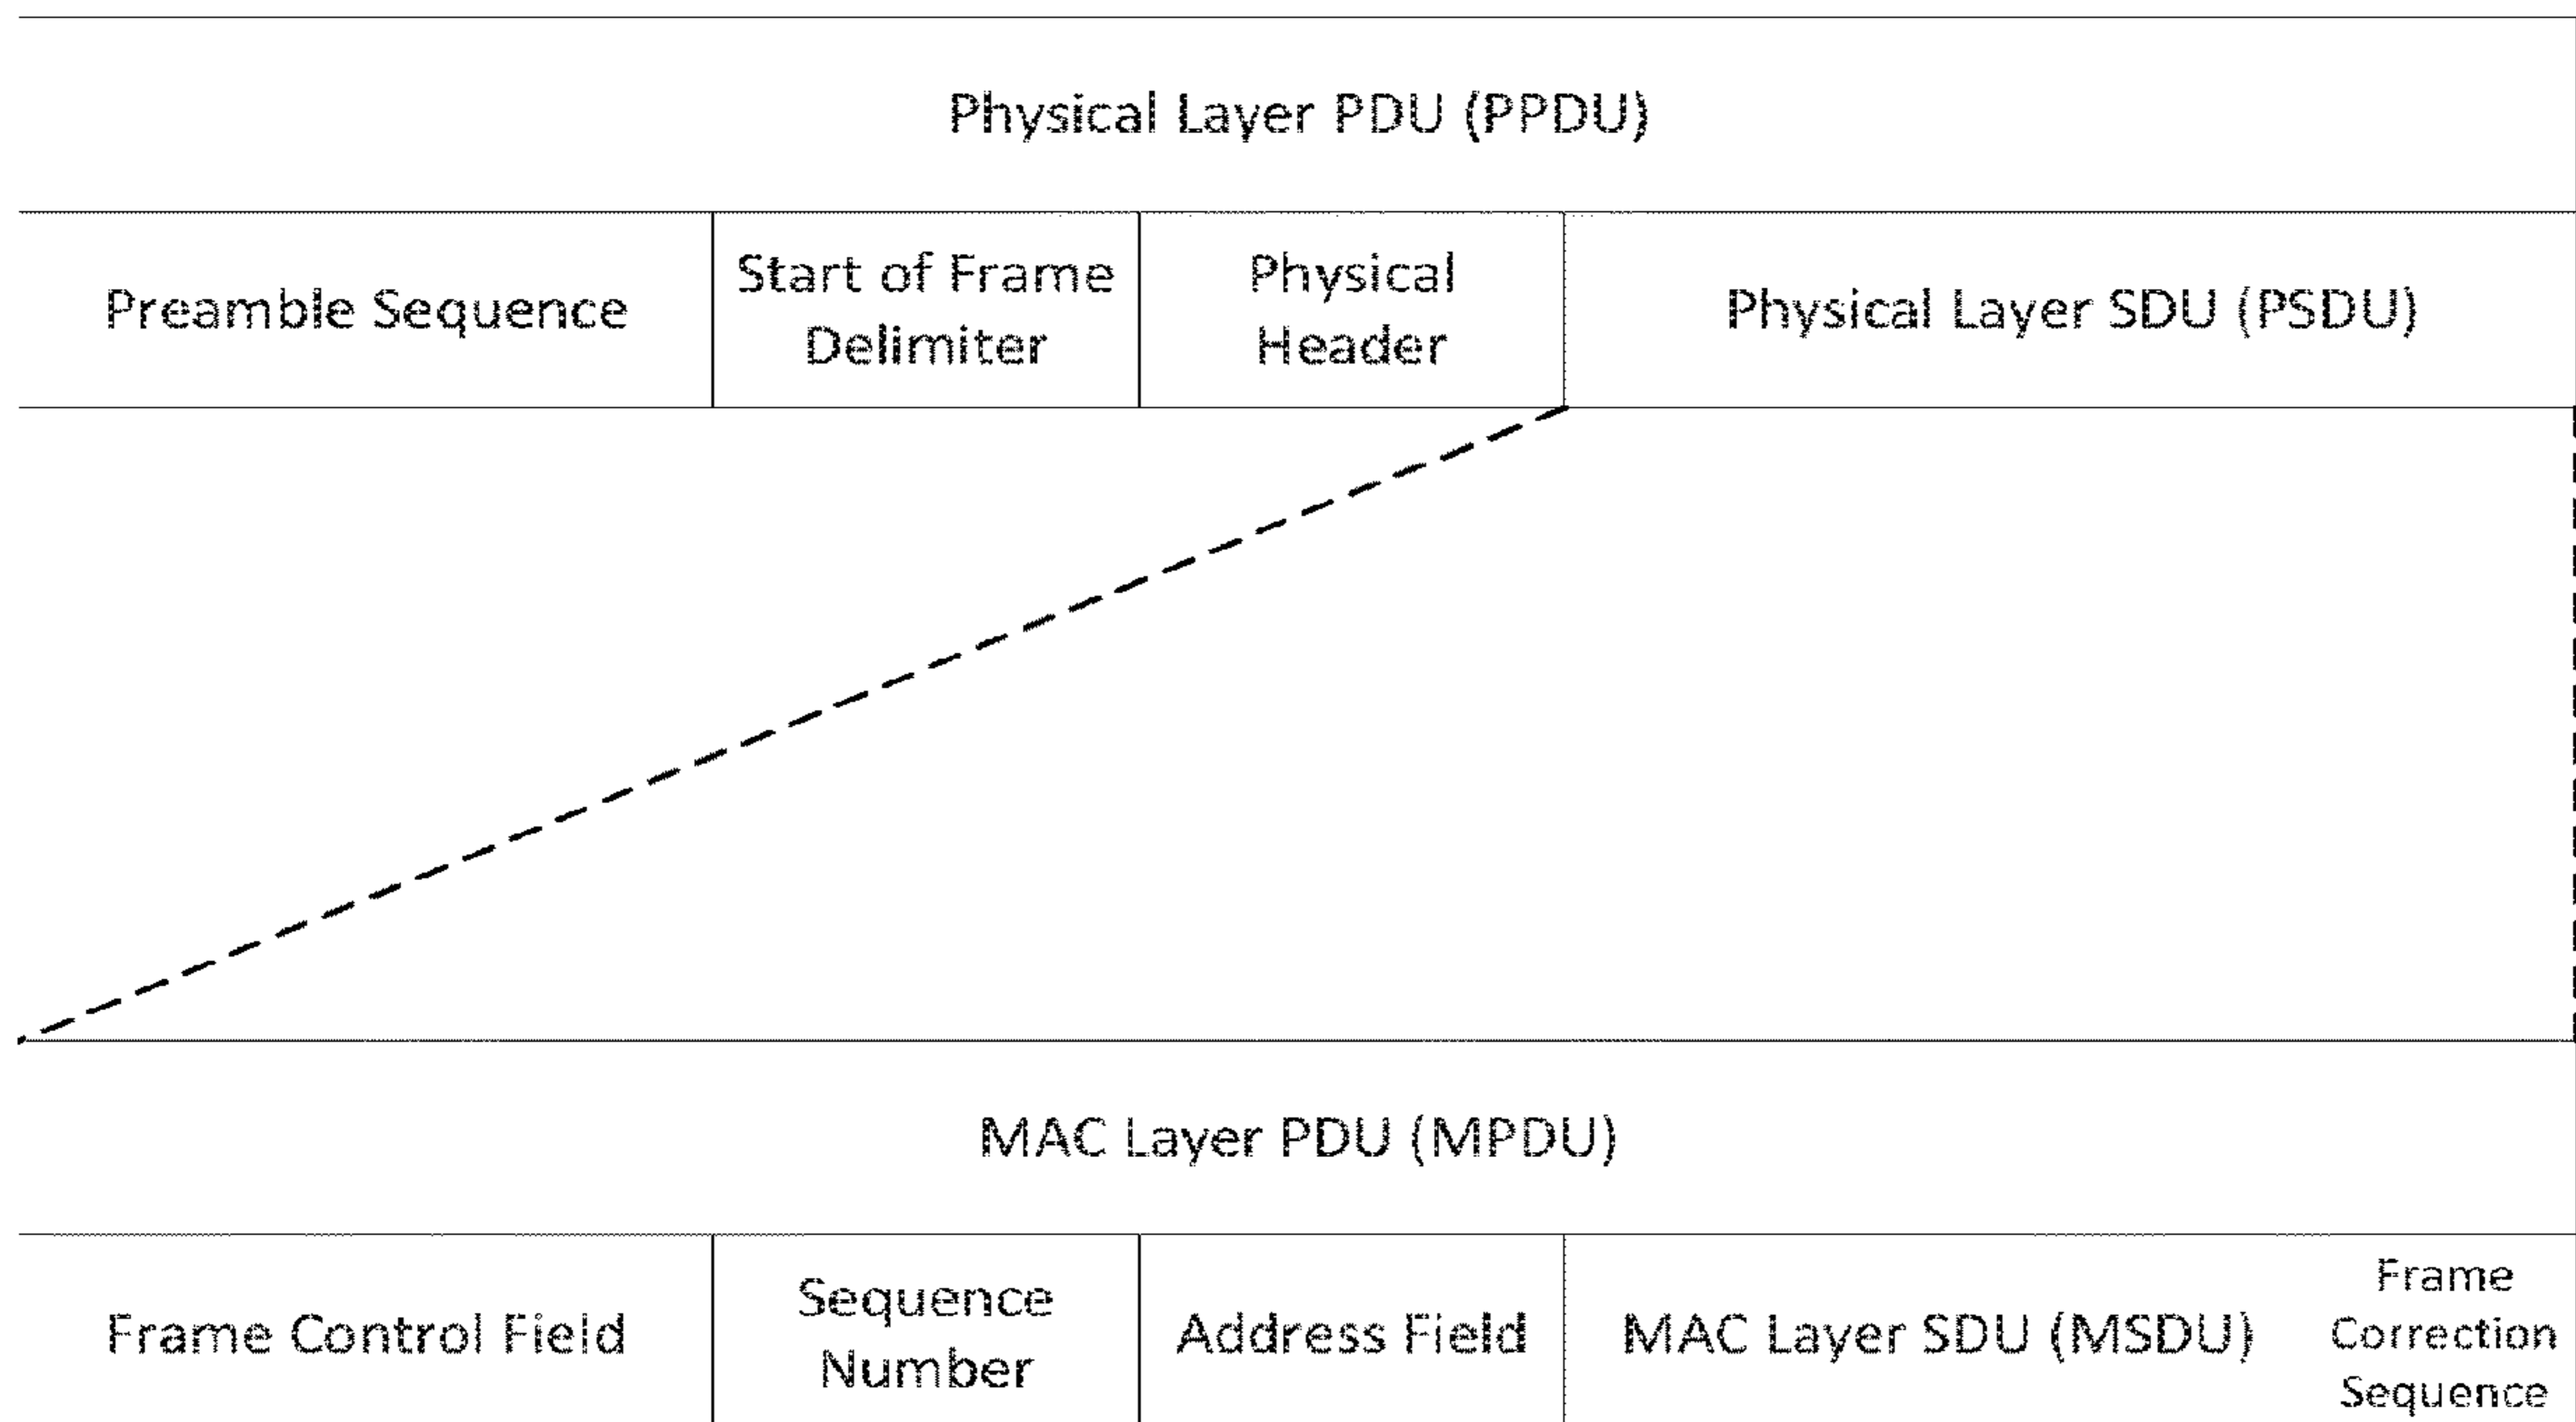 Physical Layer PDU (PPDU)
Preamble Sequence
Start of Frame
Delimiter
Physical
Header
Physical Layer SDU (PSDU)
MAC Layer PDU (MPDU)
Frame Control Field
Sequence
Number
Address Field
MAC Layer SDU (MSDU)
Frame
Correction
Sequence